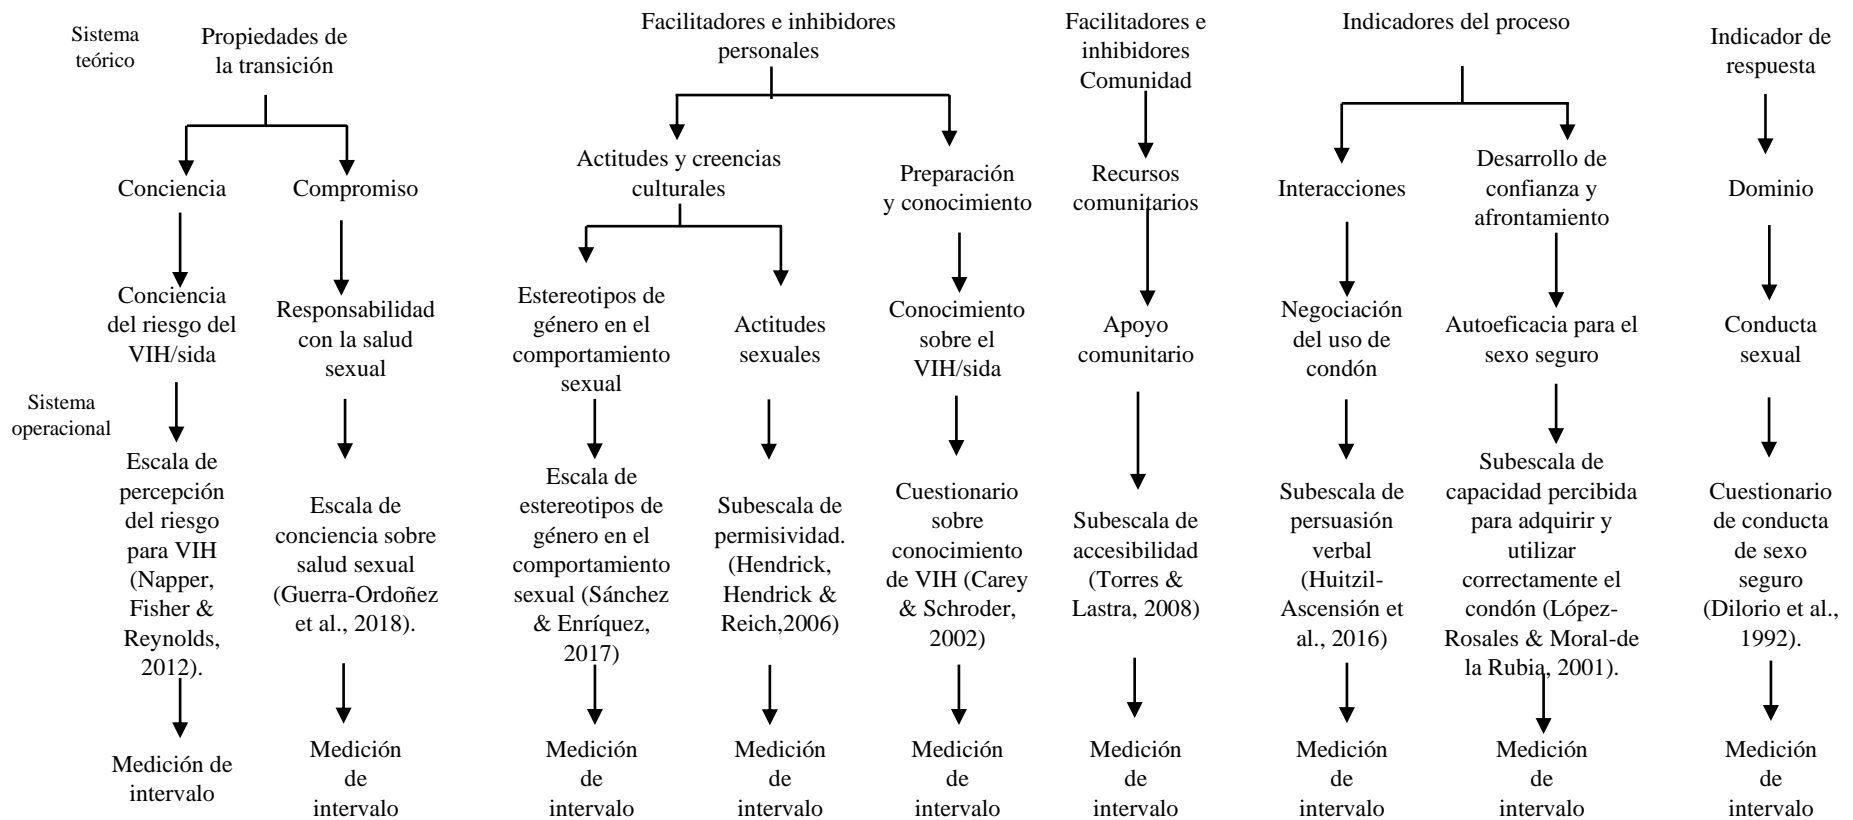 Sistema
teórico
Propiedades de
la transición
Facilitadores e inhibidores
personales
Facilitadores e
inhibidores
Comunidad
Indicadores del proceso
Indicador de
respuesta
Conciencia
Compromiso
Actitudes y creencias
culturales
Preparación
y conocimiento
Recursos
comunitarios
Interacciones
Desarrollo de
confianza y
afrontamiento
Dominio
Conciencia
del riesgo del
VIH/sida
Responsabilidad
con la salud
sexual
Estereotipos de
género en el
comportamiento
sexual
Actitudes
sexuales
Conocimiento
sobre el
VIH/sida
Apoyo
comunitario
Negociación
del uso de
condón
Autoeficacia para el
sexo seguro
Conducta
sexual
Sistema
operacional
Escala de
percepción
del riesgo
para VIH
(Napper,
Fisher &
Reynolds,
2012).
Escala de
conciencia sobre
salud sexual
(Guerra-Ordoñez
et al., 2018).
Escala de
estereotipos de
género en el
comportamiento
sexual (Sánchez
& Enríquez,
2017)
Subescala de
permisividad.
(Hendrick,
Hendrick &
Reich,2006)
Cuestionario
sobre
conocimiento
de VIH (Carey
& Schroder,
2002)
Subescala de
accesibilidad
(Torres &
Lastra, 2008)
Subescala de
persuasión
verbal
(Huitzil-
Ascensión et
al., 2016)
Subescala de
capacidad percibida
para adquirir y
utilizar
correctamente el
condón (López-
Rosales & Moral-de
la Rubia, 2001).
Cuestionario
de conducta
de sexo
seguro
(Dilorio et al.,
1992).
Medición de
intervalo
Medición
de
intervalo
Medición
de
intervalo
Medición
de
intervalo
Medición
de
intervalo
Medición
de
intervalo
Medición
de
intervalo
Medición
de
intervalo
Medición
de
intervalo